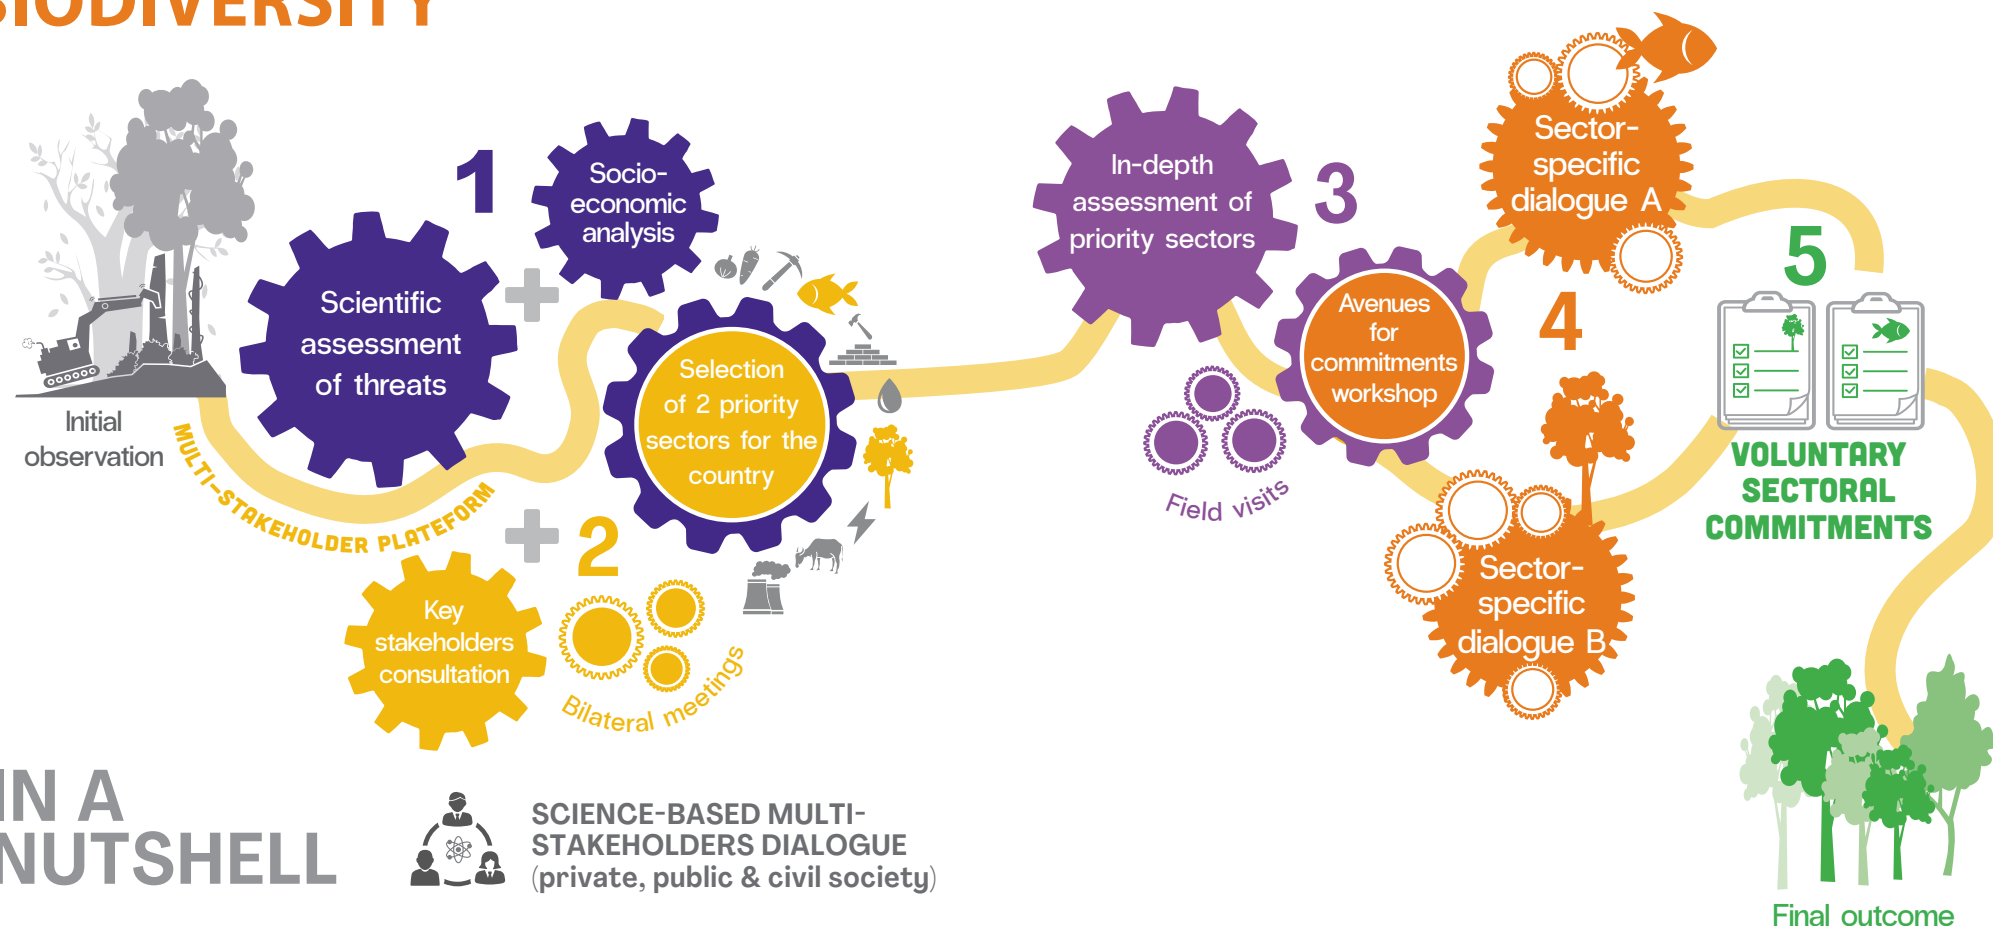 BIODIVERSITY
Initial
observation
MULTI-STAKEHOLDER PLATEFORM
1
Scientific
assessment
of threats
Socio-
economic
analysis
2
Key
stakeholders
consultation
Bilateral meetings
Selection
of 2 priority
sectors for the
country
3
In-depth
assessment of
priority sectors
Field visits
Avenues
for
commitments
workshop
4
Sector-
specific
dialogue A
Sector-
specific
dialogue B
5
VOLUNTARY
SECTORAL
COMMITMENTS
Final outcome
IN A
NUTSHELL
SCIENCE-BASED MULTI-
STAKEHOLDERS DIALOGUE
(private, public & civil society)